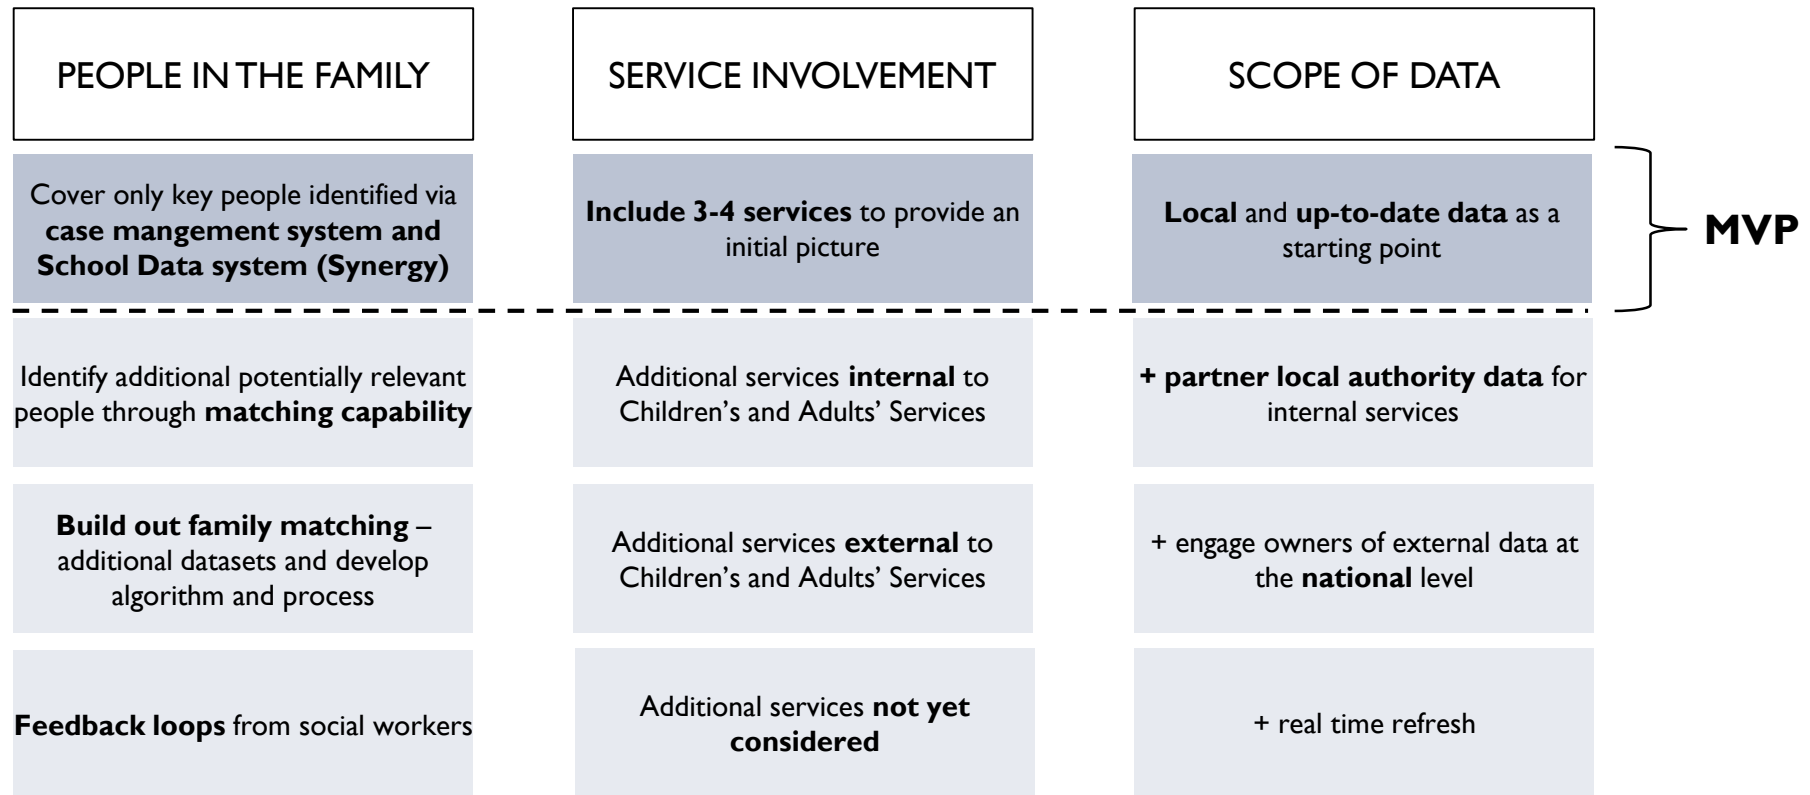 PEOPLE IN THE FAMILY
SERVICE INVOLVEMENT
SCOPE OF DATA
Cover only key people identified via
case mangement system and
School Data system (Synergy)
Include 3-4 services to provide an
initial picture
Local and up-to-date data as a
starting point
MVP
Identify additional potentially relevant
people through matching capability
Additional services internal to
Children’s and Adults’ Services
+ partner local authority data for
internal services
Build out family matching –
additional datasets and develop
algorithm and process
Additional services external to
Children’s and Adults’ Services
+ engage owners of external data at
the national level
Feedback loops from social workers
Additional services not yet
considered
+ real time refresh